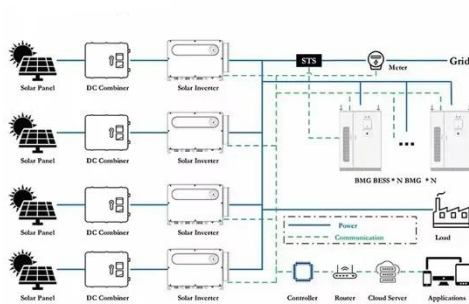 STS
Meter
Grid
Solar Panel DC Combiner Solar Inverter
Solar Panel DC Combiner Solar Inverter
BMG BESS * N BMG * N
Solar Panel DC Combiner Solar Inverter
Power
Communication
Load
Solar Panel DC Combiner Solar Inverter
Controller Router Cloud Server Applications